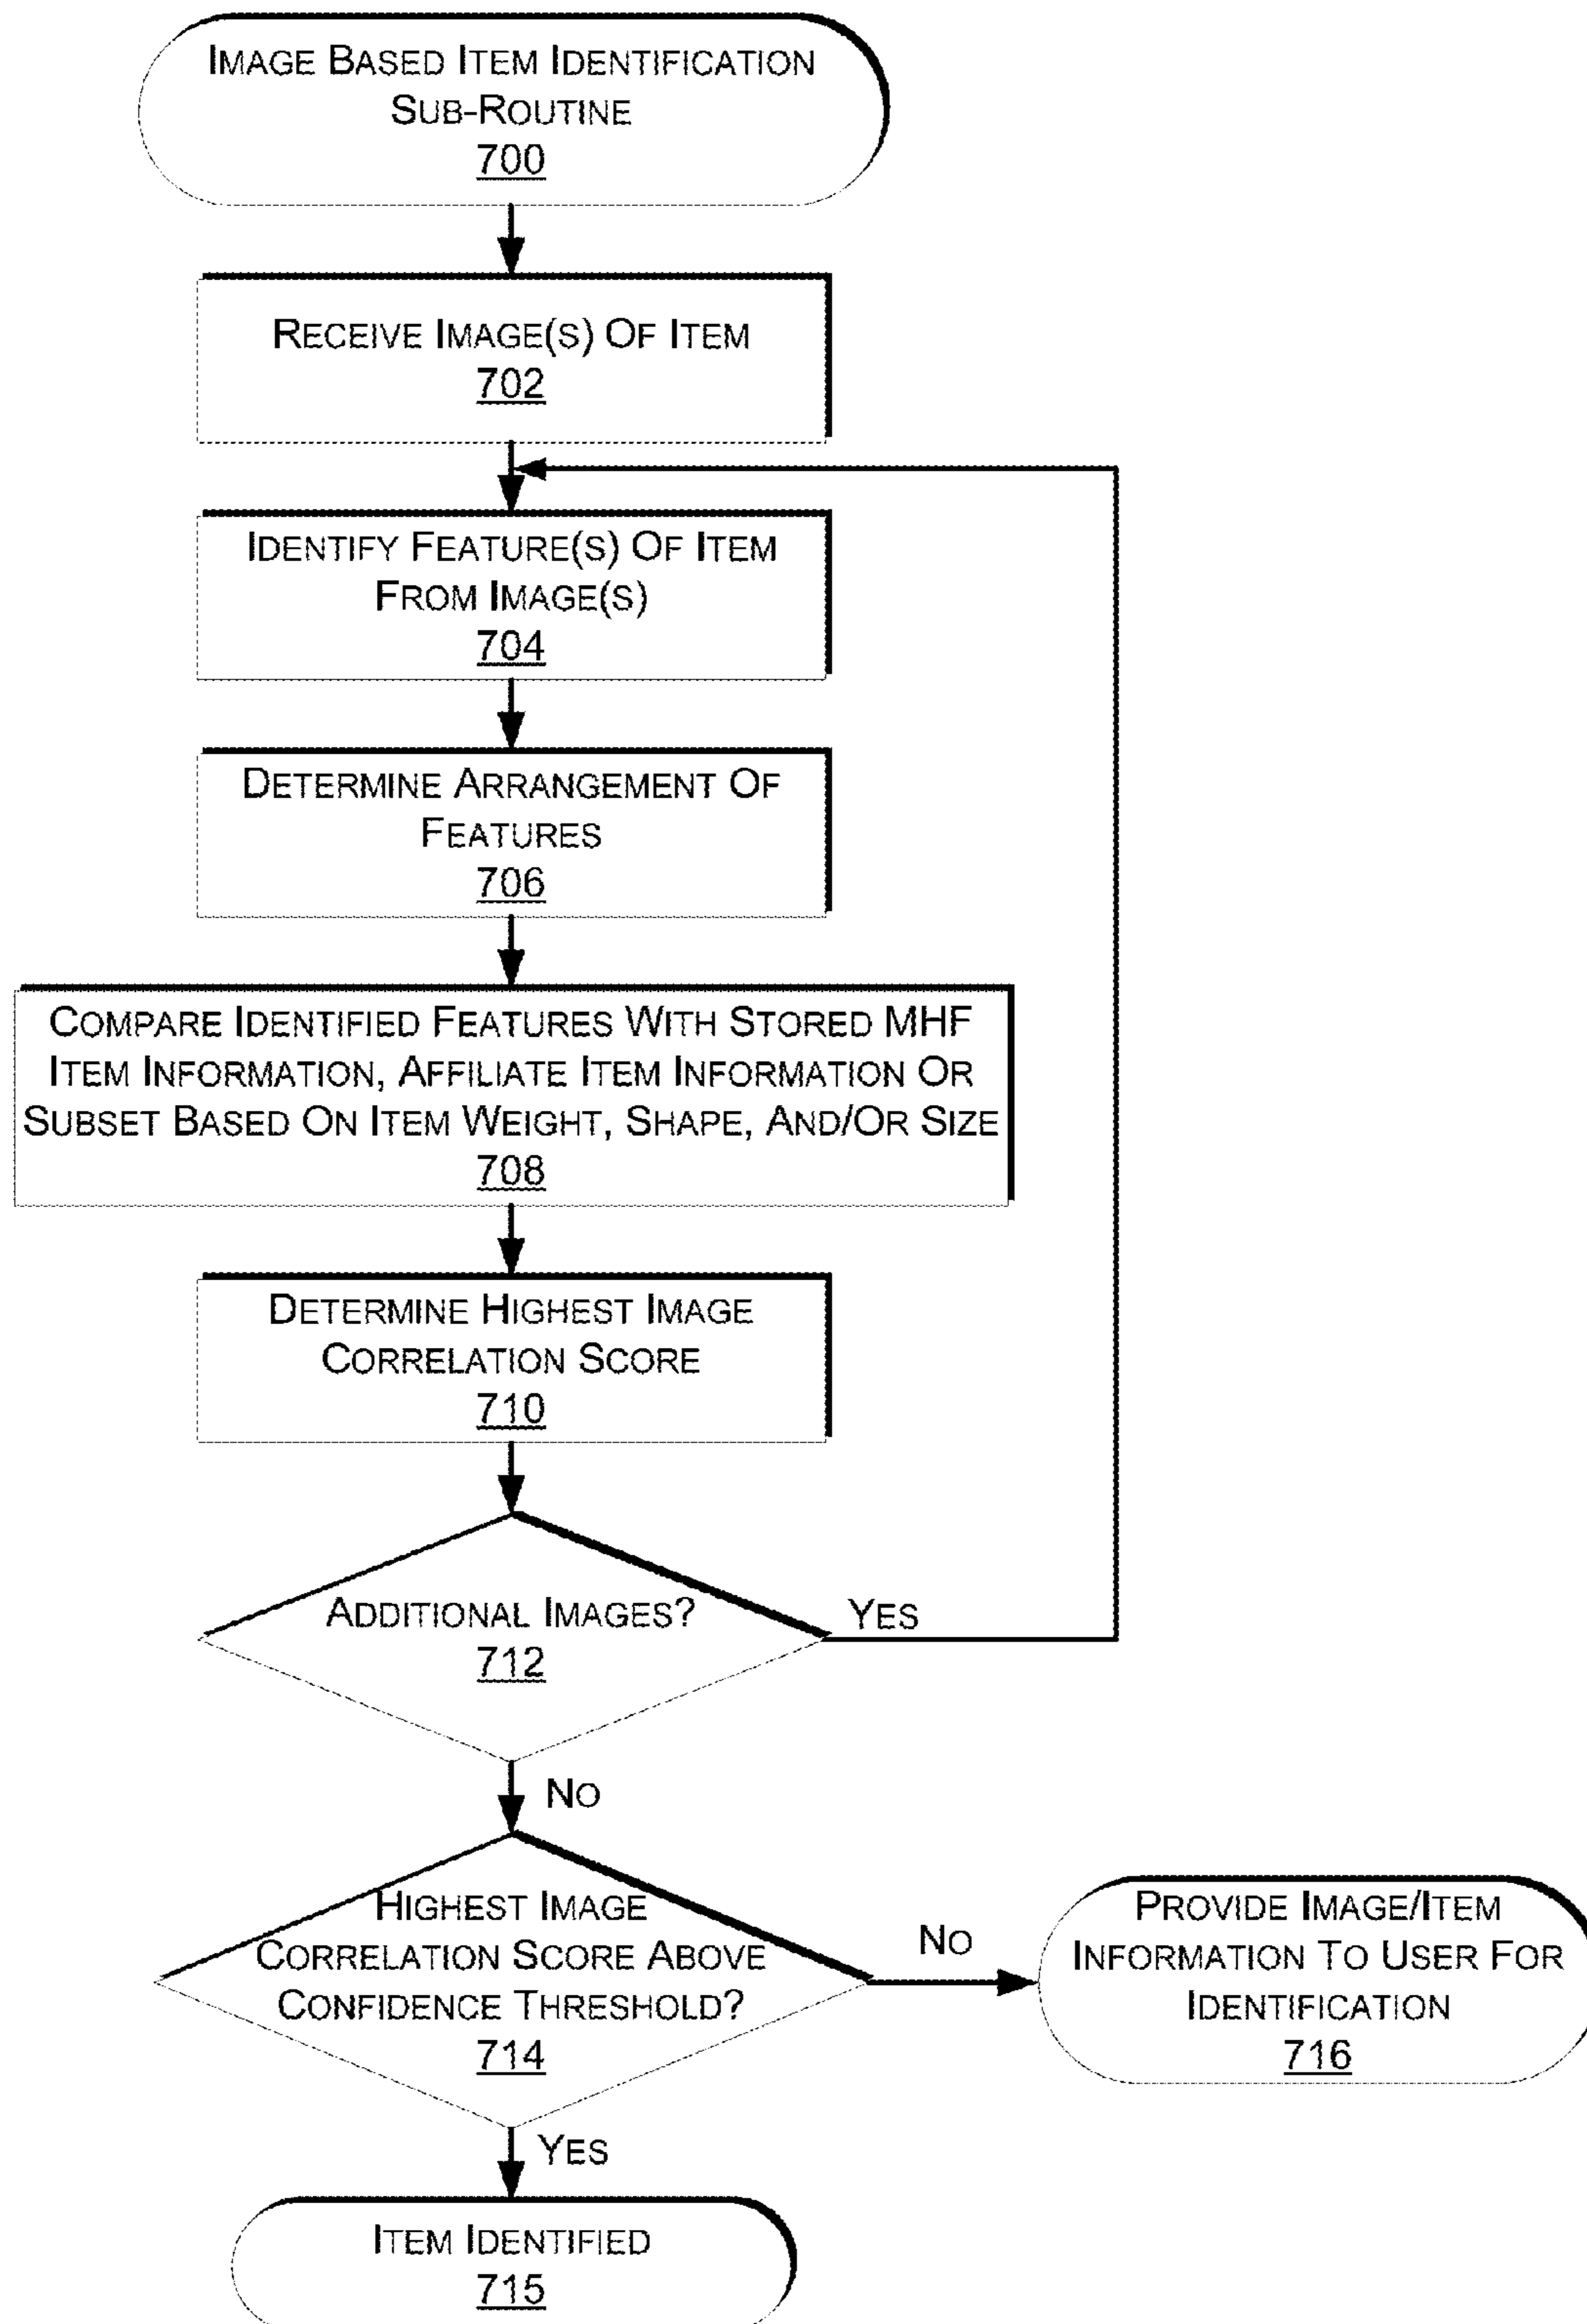 IMAGE BASED ITEM IDENTIFICATION
SUB-ROUTINE
700
RECEIVE IMAGE(S) OF ITEM
702
IDENTIFY FEATURE(S) OF ITEM
FROM IMAGE(S)
704
DETERMINE ARRANGEMENT OF
FEATURES
706
COMPARE IDENTIFIED FEATURES WITH STORED MHF
ITEM INFORMATION, AFFILIATE ITEM INFORMATION OR
SUBSET BASED ON ITEM WEIGHT, SHAPE, AND/OR SIZE
708
DETERMINE HIGHEST IMAGE
CORRELATION SCORE
710
ADDITIONAL IMAGES?
712
YES
NO
HIGHEST IMAGE
CORRELATION SCORE ABOVE
CONFIDENCE THRESHOLD?
714
NO
PROVIDE IMAGE/ITEM
INFORMATION TO USER FOR
IDENTIFICATION
716
YES
ITEM IDENTIFIED
715